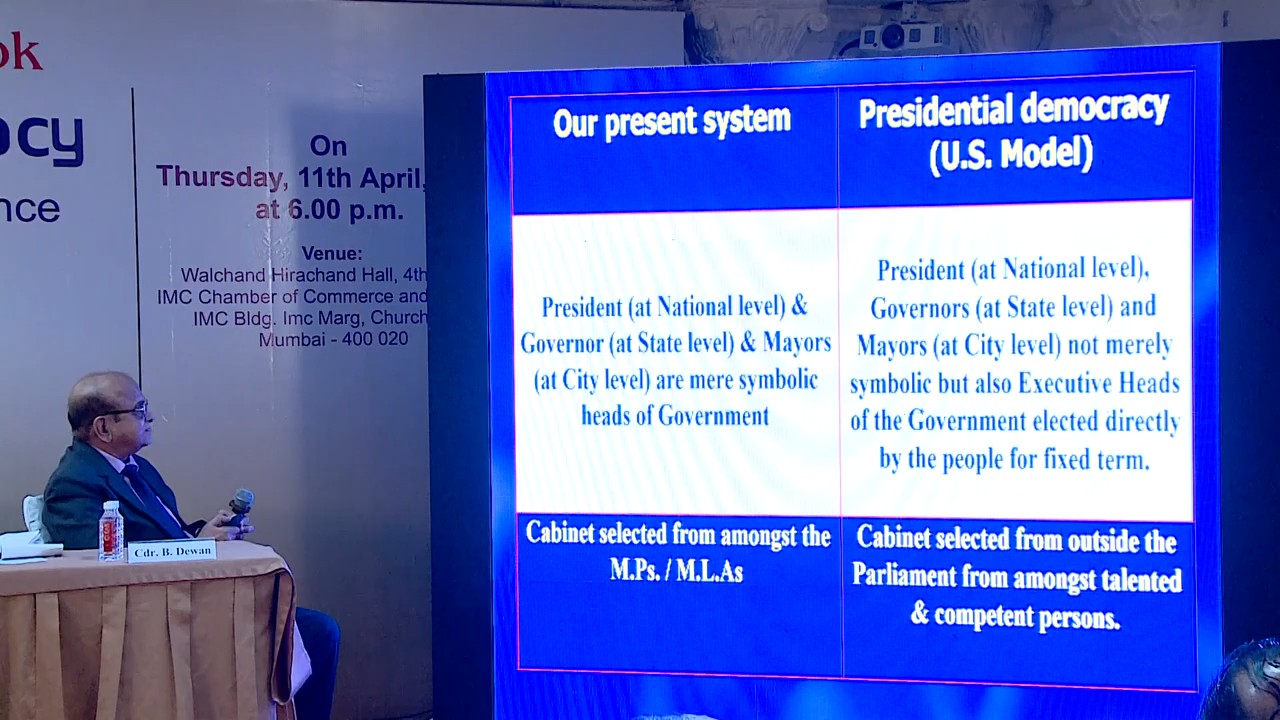 ok
ocy
nce
On
Thursday, 11th April,
at 6.00 p.m.
Venue:
Walchand Hirachand Hall, 4th
IMC Chamber of Commerce and
IMC Bldg. Imc Marg, Church
Mumbai - 400 020
Cdr. B. Dewan
Our present system
President (at National level) &
Governor (at State level) & Mayors
(at City level) are mere symbolic
heads of Government
Cabinet selected from amongst the
M.Ps. / M.L.As
Presidential democracy
(U.S. Model)
President (at National level),
Governors (at State level) and
Mayors (at City level) not merely
symbolic but also Executive Heads
of the Government elected directly
by the people for fixed term.
Cabinet selected from outside the
Parliament from amongst talented
& competent persons.